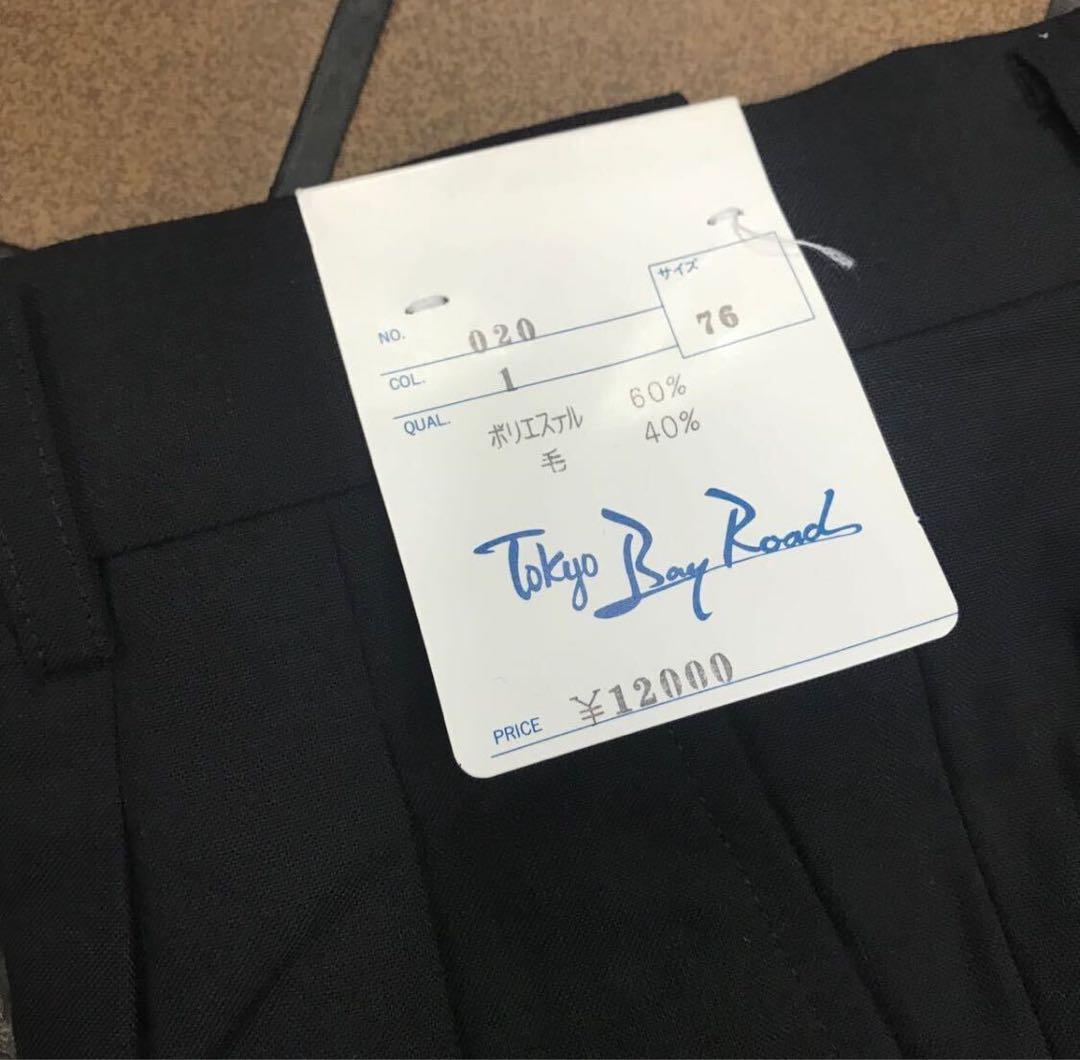 サイズ
NO. 020 76
COL. 1
QUAL. ポリエステル 60%
毛 40%
Tokyo Bay Road
PRICE ¥12000